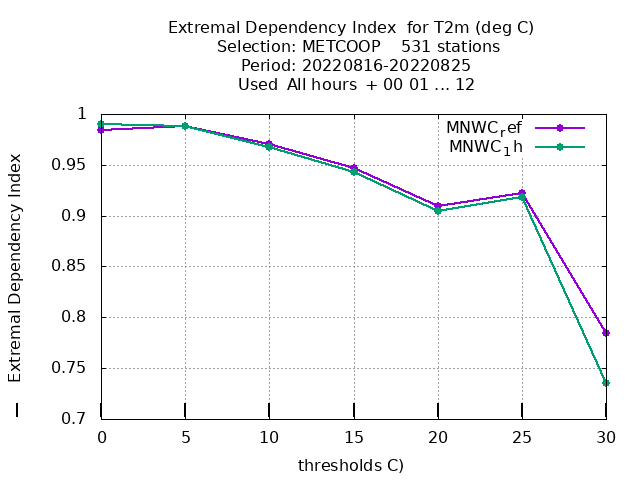 Extremal Dependency Index  for T2m (deg C)
Selection: METCOOP    531 stations
Period: 20220816-20220825
Used  All hours  + 00 01 ... 12
MNWC_ref
MNWC_1h
Extremal Dependency Index
1
0.95
0.9
0.85
0.8
0.75
0.7
0 5 10 15 20 25 30
thresholds C)